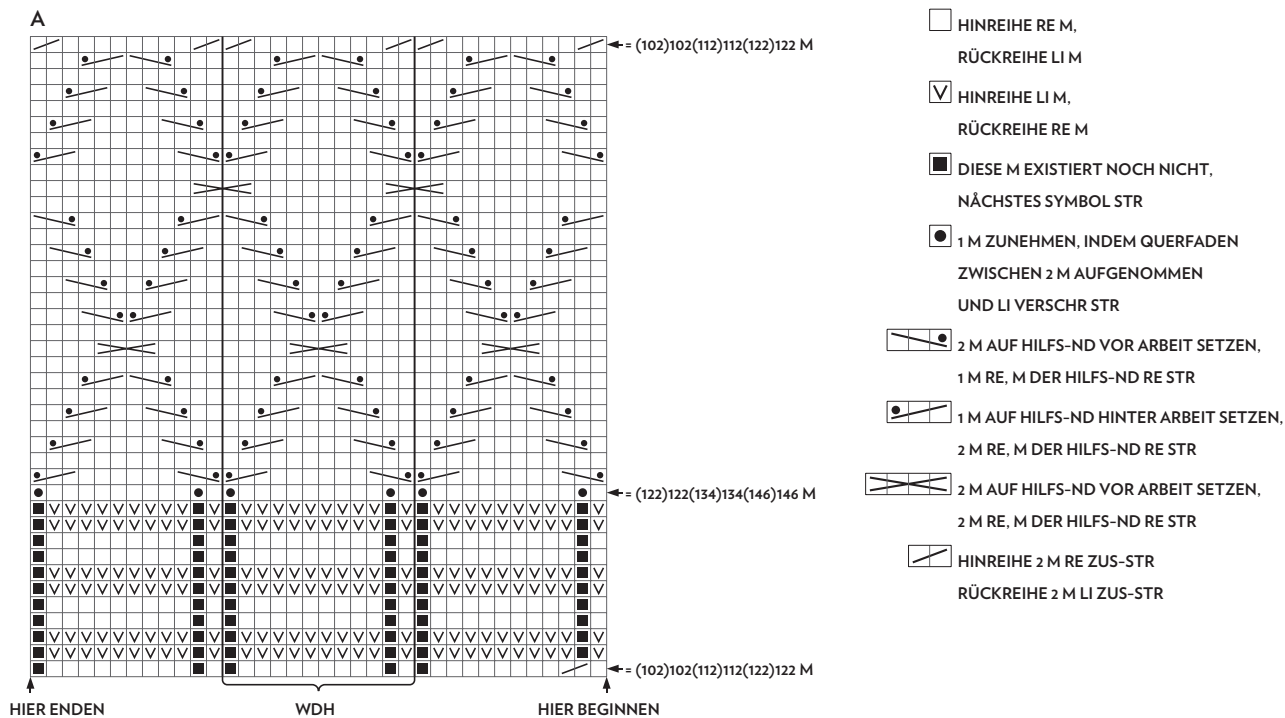 A
= (102)102(112)112(122)122 M
= (122)122(134)134(146)146 M
= (102)102(112)112(122)122 M
HIER ENDEN
WDH
HIER BEGINNEN
HINREIHE RE M,
RÜCKREIHE LI M
HINREIHE LI M,
RÜCKREIHE RE M
DIESE M EXISTIERT NOCH NICHT,
NÅCHSTES SYMBOL STR
1 M ZUNEHMEN, INDEM QUERFADEN
ZWISCHEN 2 M AUFGENOMMEN
UND LI VERSCHR STR
2 M AUF HILFS-ND VOR ARBEIT SETZEN,
1 M RE, M DER HILFS-ND RE STR
1 M AUF HILFS-ND HINTER ARBEIT SETZEN,
2 M RE, M DER HILFS-ND RE STR
2 M AUF HILFS-ND VOR ARBEIT SETZEN,
2 M RE, M DER HILFS-ND RE STR
HINREIHE 2 M RE ZUS-STR
RÜCKREIHE 2 M LI ZUS-STR